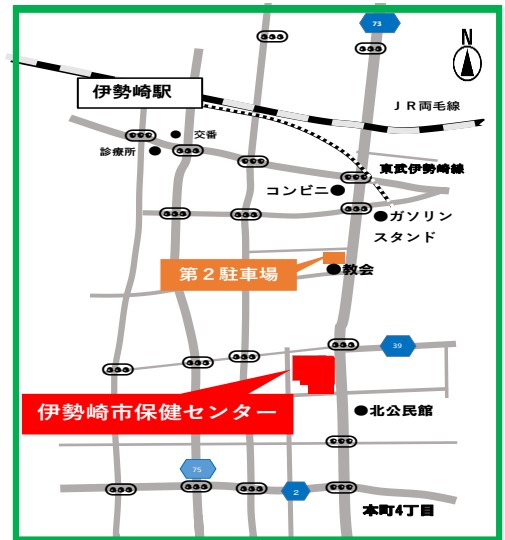 73
N
伊勢崎駅
ＪＲ両毛線
交番
診療所
東武伊勢崎線
コンビニ
ガソリン
スタンド
第２駐車場
教会
39
伊勢崎市保健センター
北公民館
75
2
本町4丁目